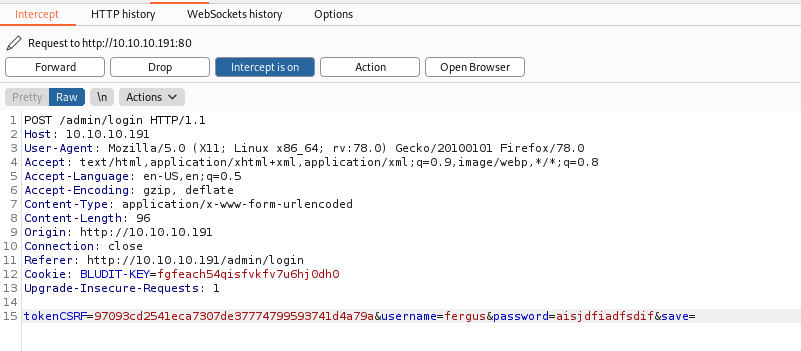 Intercept HTTP history WebSockets history Options
Request to http://10.10.10.191:80
Forward Drop Intercept is on Action Open Browser
Pretty Raw \n Actions
1 POST /admin/login HTTP/1.1
2 Host: 10.10.10.191
3 User-Agent: Mozilla/5.0 (X11; Linux x86_64; rv:78.0) Gecko/20100101 Firefox/78.0
4 Accept: text/html,application/xhtml+xml,application/xml;q=0.9,image/webp,*/*;q=0.8
5 Accept-Language: en-US,en;q=0.5
6 Accept-Encoding: gzip, deflate
7 Content-Type: application/x-www-form-urlencoded
8 Content-Length: 96
9 Origin: http://10.10.10.191
10 Connection: close
11 Referer: http://10.10.10.191/admin/login
12 Cookie: BLUDIT-KEY=fgfeach54qisfvkfv7u6hj0dh0
13 Upgrade-Insecure-Requests: 1
14
15 tokenCSRF=97093cd2541eca7307de37774799593741d4a79a&username=fergus&password=aisjdfiadfsdif&save=